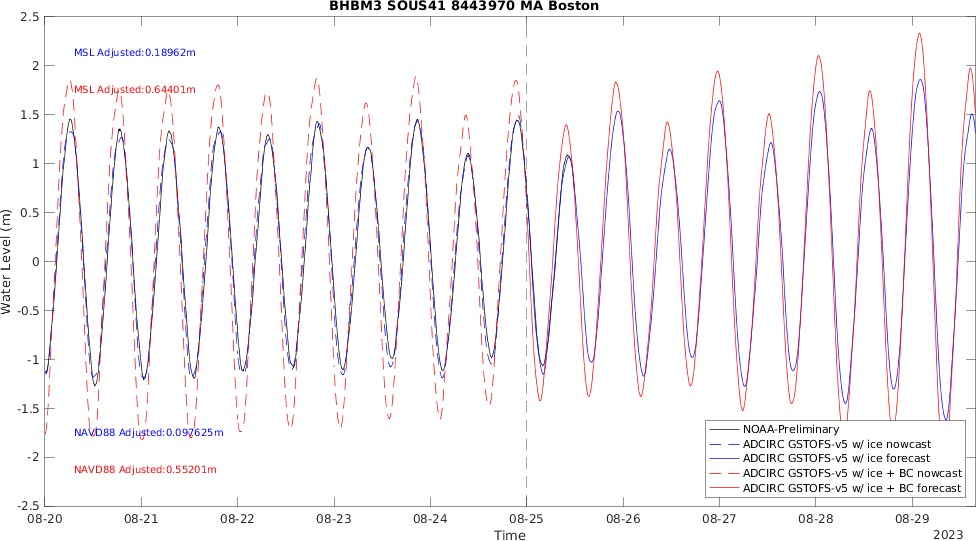 BHBM3 SOUS41 8443970 MA Boston
2.5
2
1.5
1
0.5
0
-0.5
-1
-1.5
-2
-2.5
Water Level (m)
MSL Adjusted:0.18962m
MSL Adjusted:0.64401m
NAVD88 Adjusted:0.097625m
NAVD88 Adjusted:0.55201m
NOAA-Preliminary
ADCIRC GSTOFS-v5 w/ ice nowcast
ADCIRC GSTOFS-v5 w/ ice forecast
ADCIRC GSTOFS-v5 w/ ice + BC nowcast
ADCIRC GSTOFS-v5 w/ ice + BC forecast
08-20 08-21 08-22 08-23 08-24 08-25 08-26 08-27 08-28 08-29
Time
2023